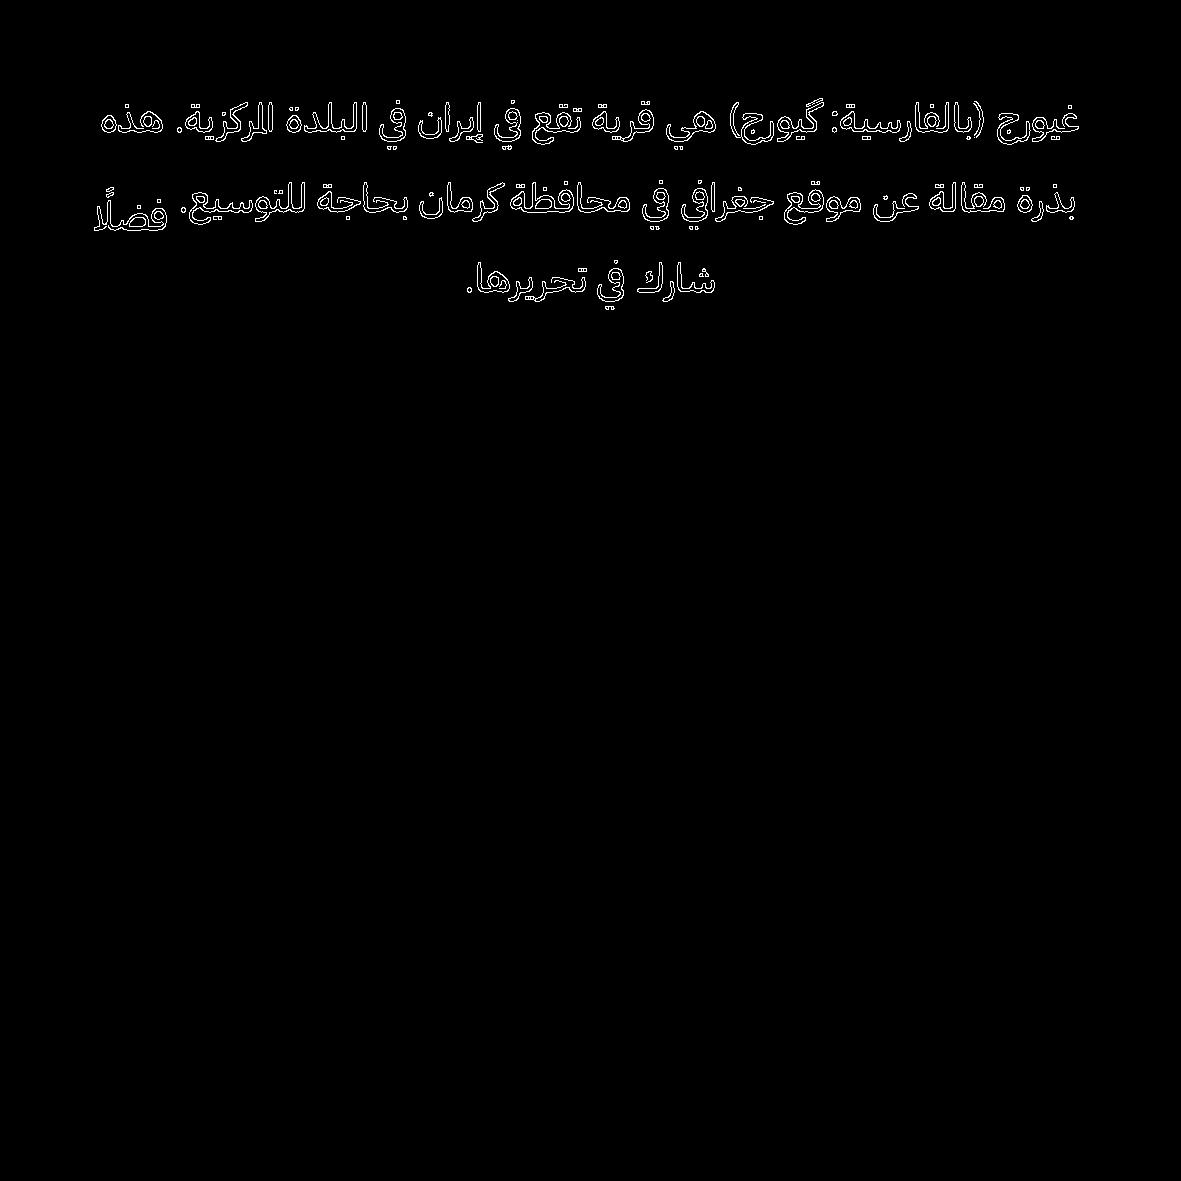 غيورج (بالفارسية: گيورج) هي قرية تقع في إيران في البلدة المركزية. هذه
بذرة مقالة عن موقع جغرافي في محافظة كرمان بحاجة للتوسيع. فضلًا
شارك في تحريرها.